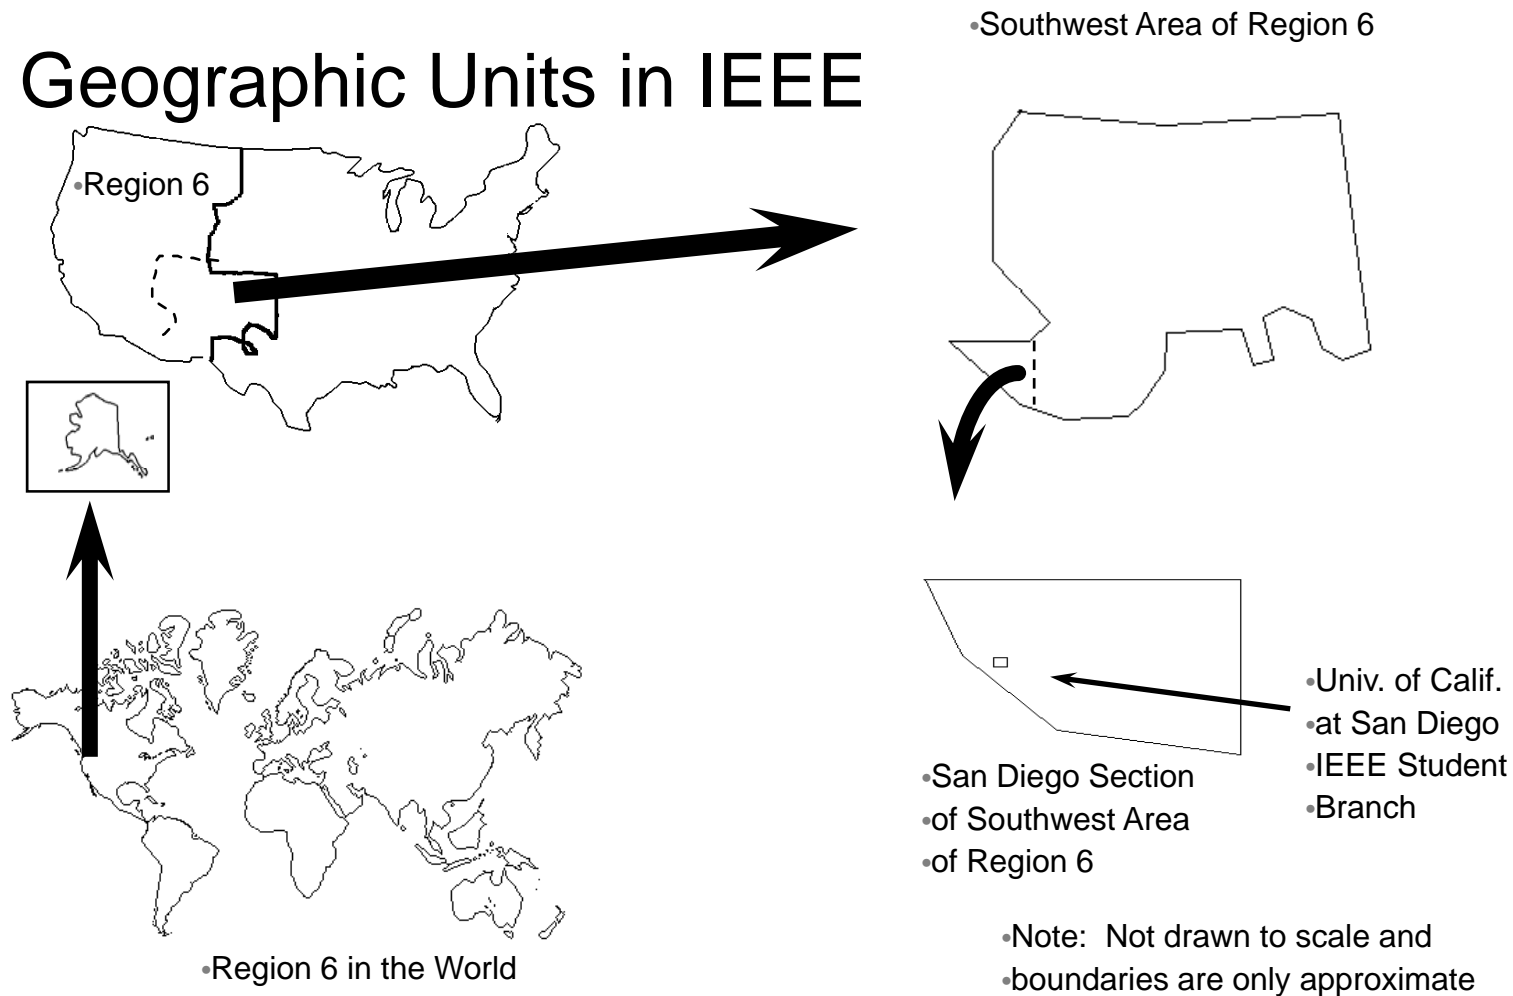 Geographic Units in IEEE
•Southwest Area of Region 6
•Region 6
•Univ. of Calif.
•at San Diego
•IEEE Student
•Branch
•San Diego Section
•of Southwest Area
•of Region 6
•Region 6 in the World
•Note:  Not drawn to scale and
•boundaries are only approximate